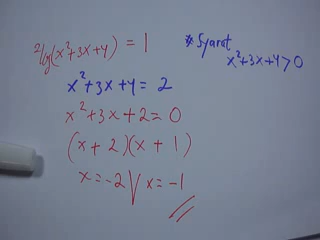 ²log(x²+3x+4) = 1
x²+3x+4 = 2
x²+3x+2=0
(x+2)(x+1)
x=-2 V x=-1
* Syarat
x²+3x+4>0